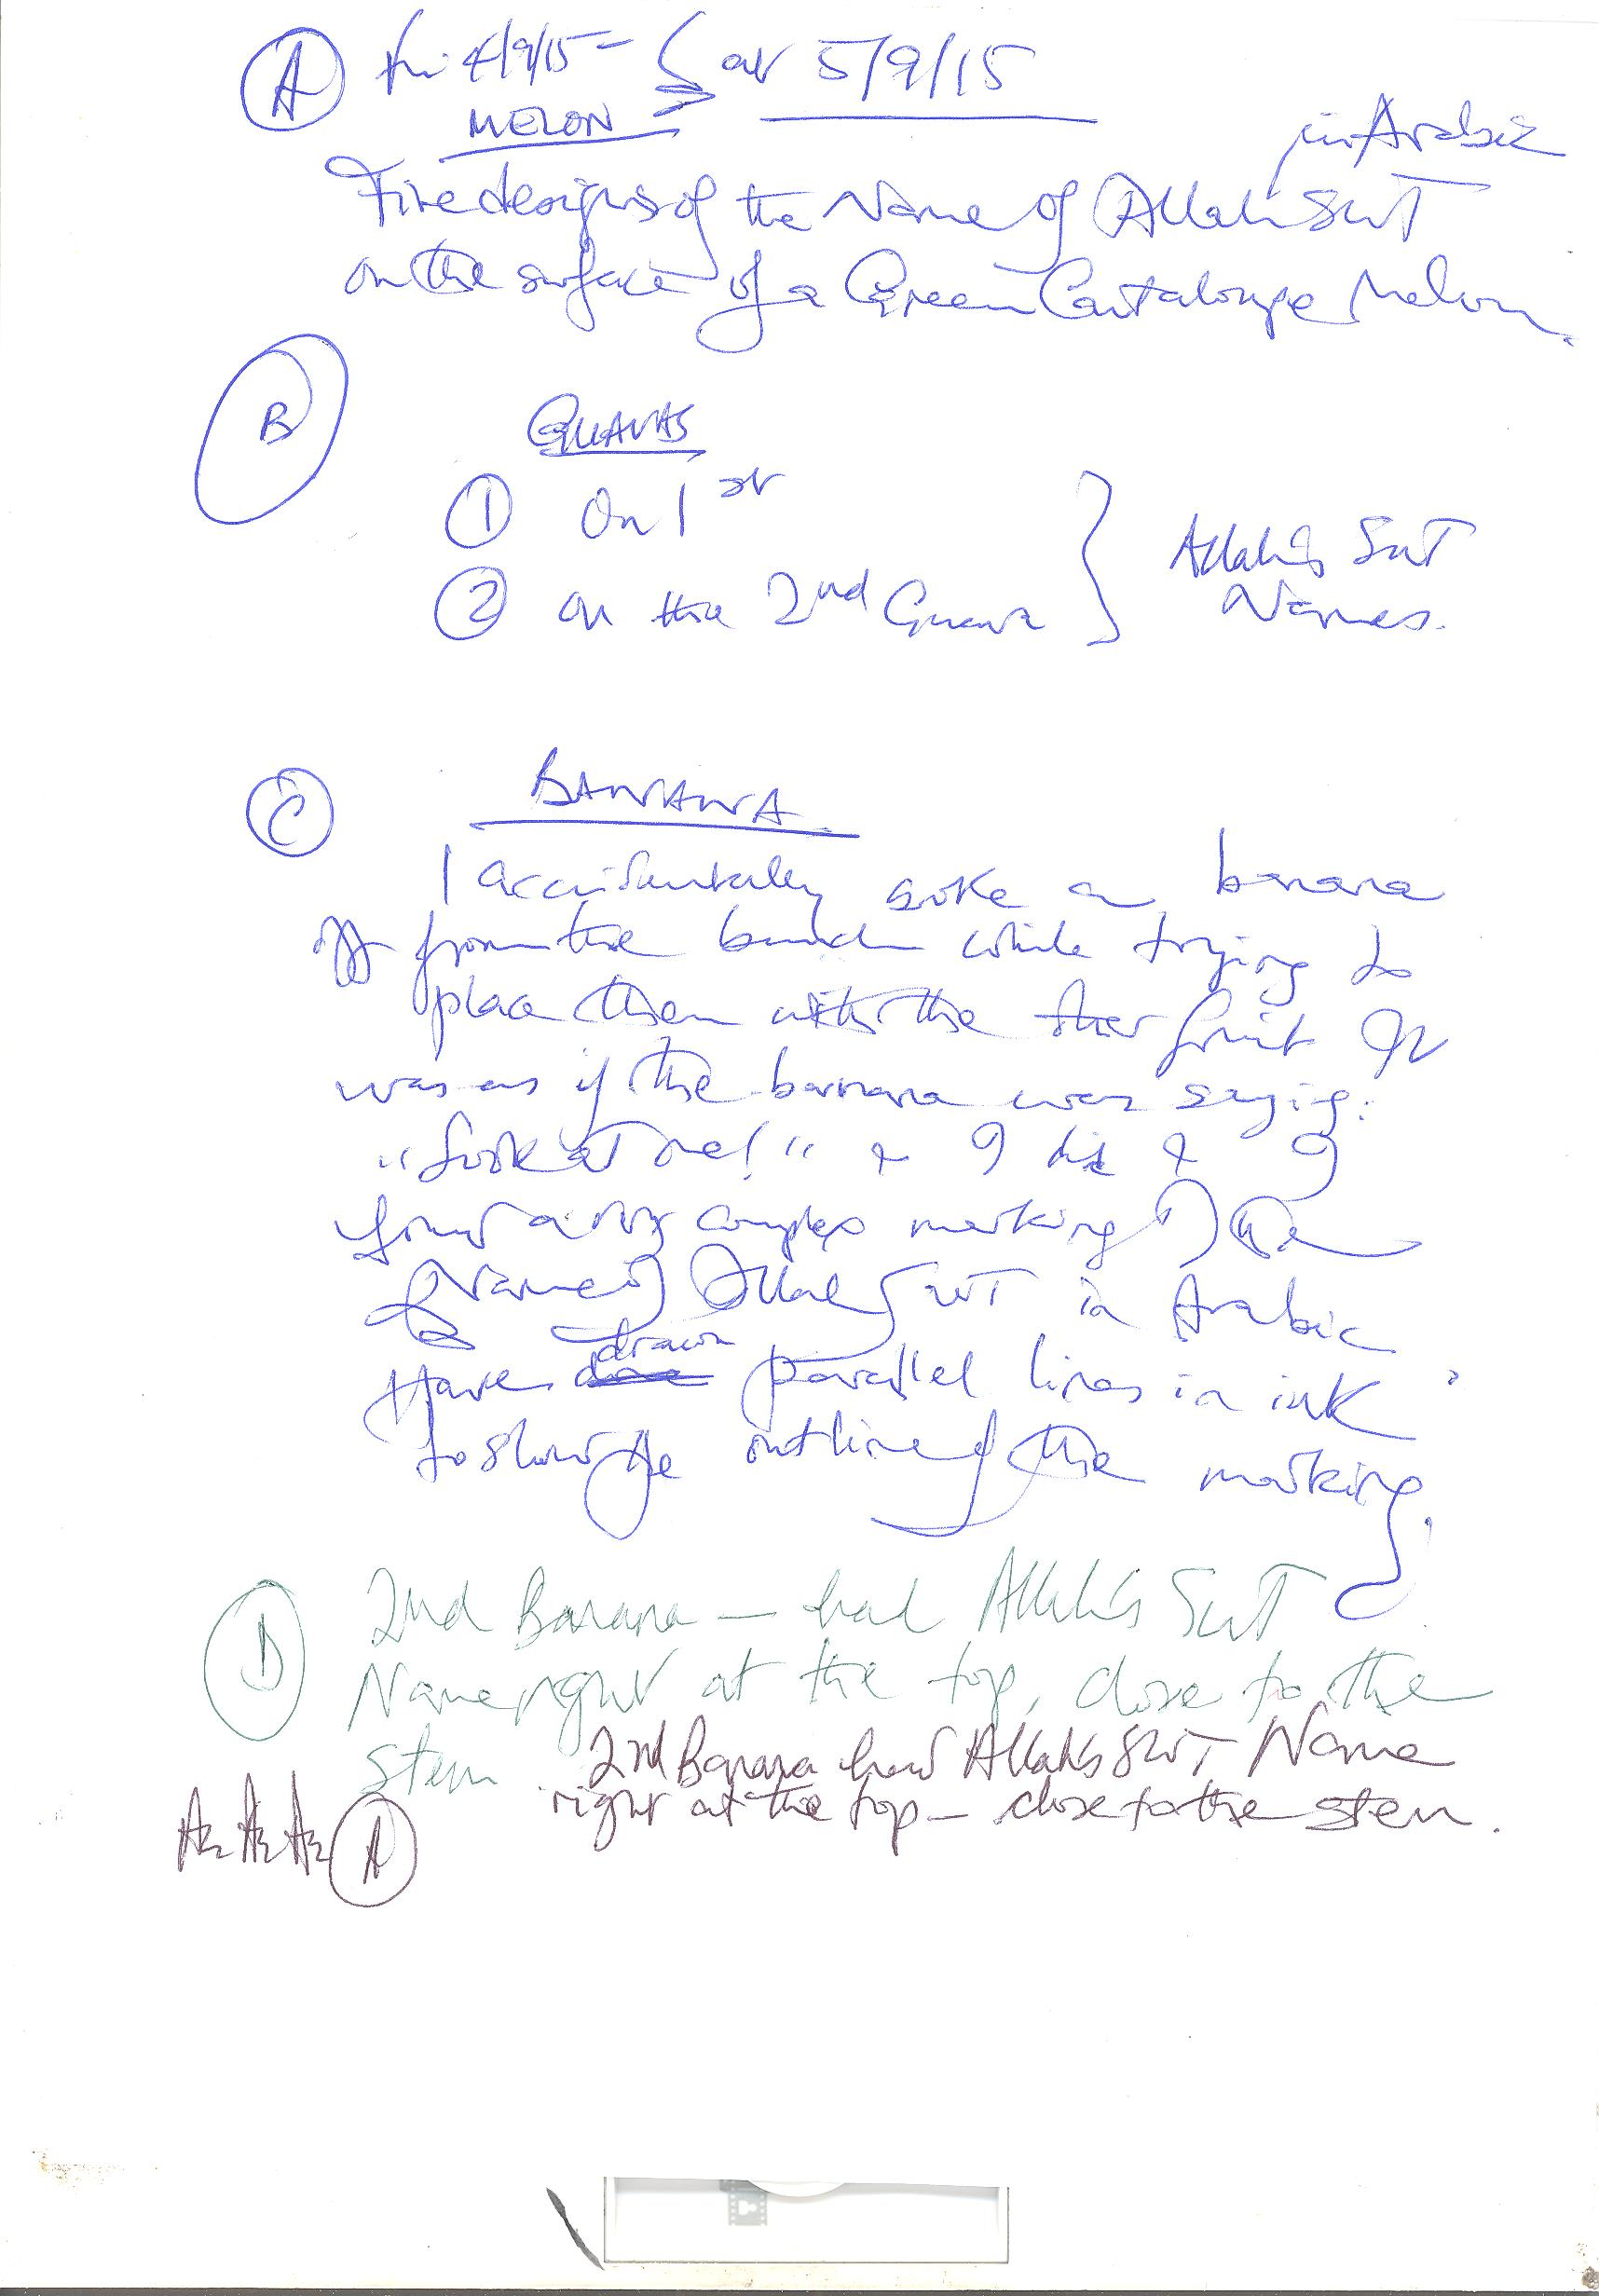 A Fri 4/9/15 - Sat 5/9/15
MELON
in Arabic
Five designs of the Name of Allah SWT
on the surface of a Green Cantaloupe Melon.
B
GUAVAS
1 On 1st
2 on the 2nd Guava
Allah's SWT
Names.
C BANANA
I accidentally broke a banana
off from the bunch while trying to
place them with the other fruit It
was as if the banana was saying:
"Look at me!" & I did & I
found a very complex marking of the
Name of Allah SWT in Arabic
Have drawn parallel lines in ink
to show the outline of the marking.
D 2nd Banana — had Allah's SWT
Name right at the top, close to the
stem.
2nd Banana had Allah's SWT Name
right at the top — close to the stem.
A